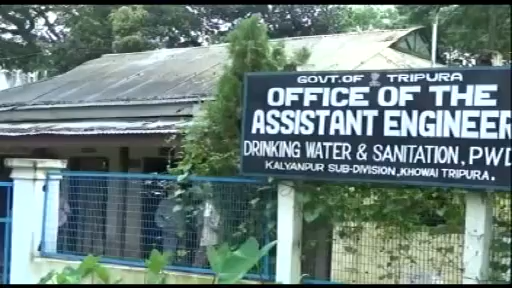 GOVT.OF TRIPURA
OFFICE OF THE
ASSISTANT ENGINEER
DRINKING WATER & SANITATION, PWD
KALYANPUR SUB-DIVISION, KHOWAI TRIPURA.